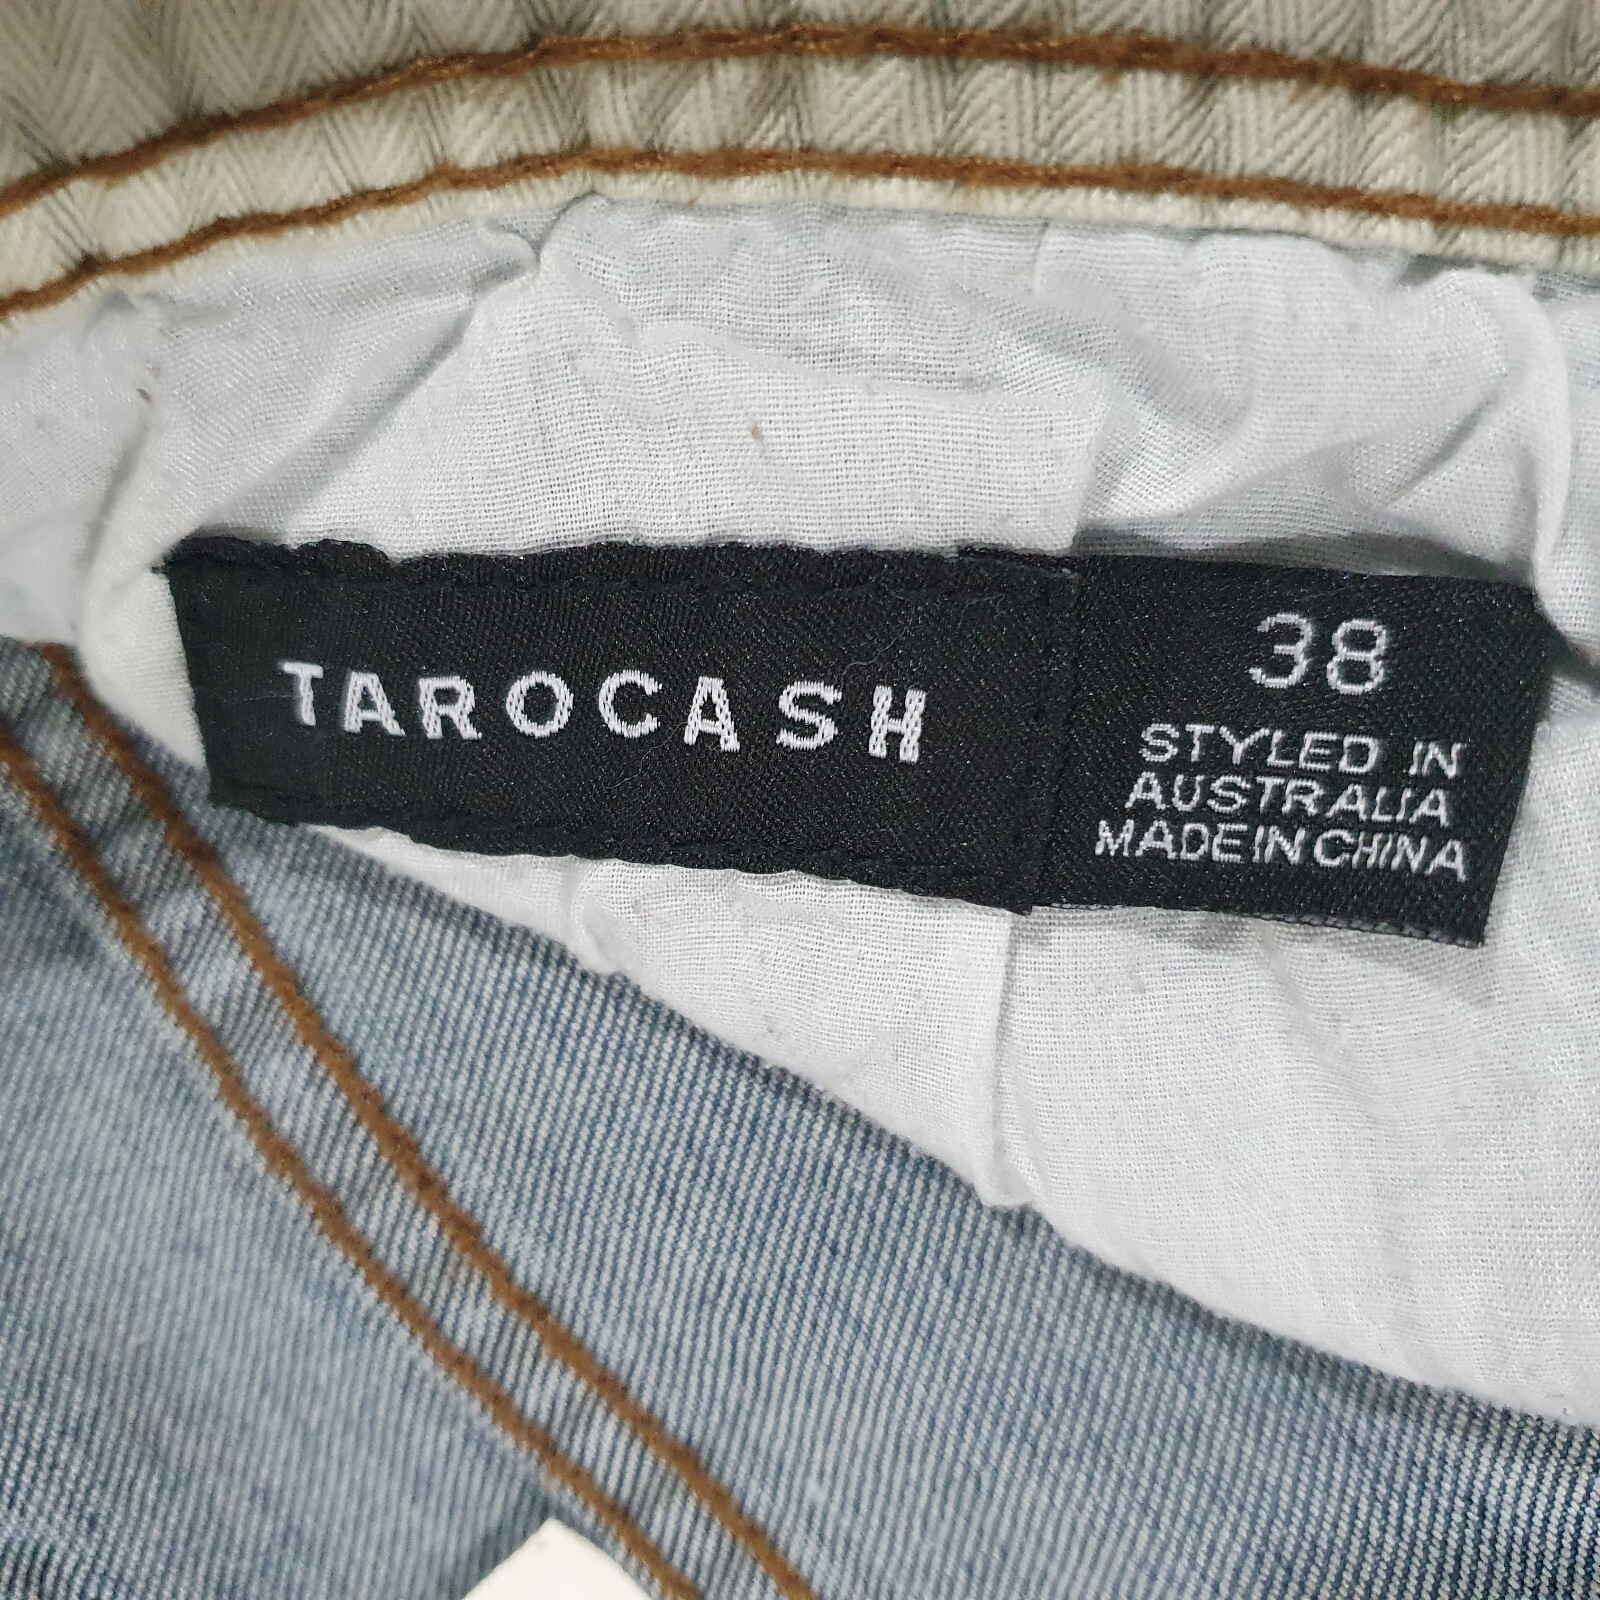 TAROCASH
38
STYLED IN
AUSTRALIA
MADE IN CHINA